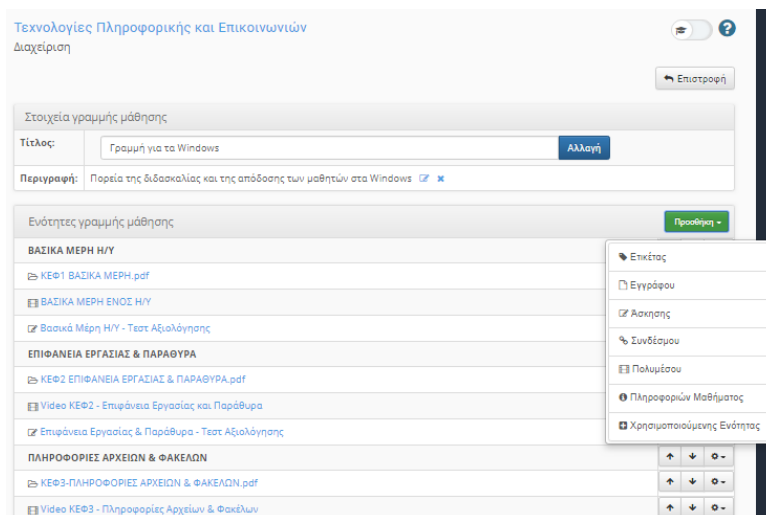 Τεχνολογίες Πληροφορικής και Επικοινωνιών
Διαχείριση
Επιστροφή
Στοιχεία γραμμής μάθησης
Τίτλος:
Γραμμή για τα Windows
Αλλαγή
Περιγραφή: Πορεία της διδασκαλίας και της απόδοσης των μαθητών στα Windows
Ενότητες γραμμής μάθησης
Προσθήκη
ΒΑΣΙΚΑ ΜΕΡΗ Η/Υ
ΚΕΦ1 ΒΑΣΙΚΑ ΜΕΡΗ.pdf
ΒΑΣΙΚΑ ΜΕΡΗ ΕΝΟΣ Η/Υ
Βασικά Μέρη Η/Υ - Τεστ Αξιολόγησης
ΕΠΙΦΑΝΕΙΑ ΕΡΓΑΣΙΑΣ & ΠΑΡΑΘΥΡΑ
ΚΕΦ2 ΕΠΙΦΑΝΕΙΑ ΕΡΓΑΣΙΑΣ & ΠΑΡΑΘΥΡΑ.pdf
Video ΚΕΦ2 - Επιφάνεια Εργασίας και Παράθυρα
Επιφάνεια Εργασίας & Παράθυρα - Τεστ Αξιολόγησης
ΠΛΗΡΟΦΟΡΙΕΣ ΑΡΧΕΙΩΝ & ΦΑΚΕΛΩΝ
ΚΕΦ3-ΠΛΗΡΟΦΟΡΙΕΣ ΑΡΧΕΙΩΝ & ΦΑΚΕΛΩΝ.pdf
Video ΚΕΦ3 - Πληροφορίες Αρχείων & Φακέλων
Ετικέτας
Εγγράφου
Άσκησης
Συνδέσμου
Πολυμέσου
Πληροφοριών Μαθήματος
Χρησιμοποιούμενης Ενότητας